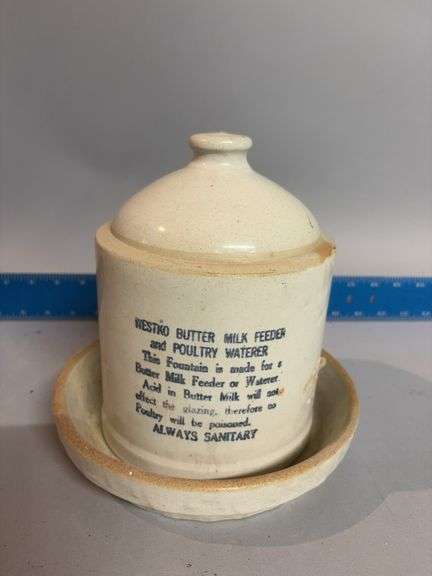 WESTKO BUTTER MILK FEEDER
and POULTRY WATERER
This Fountain is made for a
Butter Milk Feeder or Waterer.
Acid in Butter Milk will not
effect the glazing, therefore no
Poultry will be poisoned.
ALWAYS SANITARY